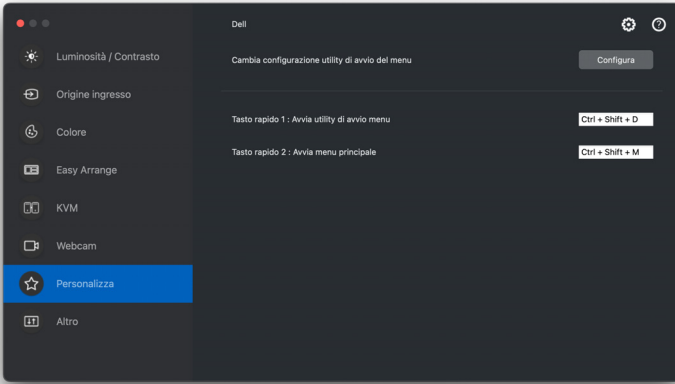 Dell
Luminosità / Contrasto
Cambia configurazione utility di avvio del menu
Configura
Origine ingresso
Tasto rapido 1 : Avvia utility di avvio menu
Ctrl + Shift + D
Colore
Tasto rapido 2 : Avvia menu principale
Ctrl + Shift + M
Easy Arrange
KVM
Webcam
Personalizza
Altro